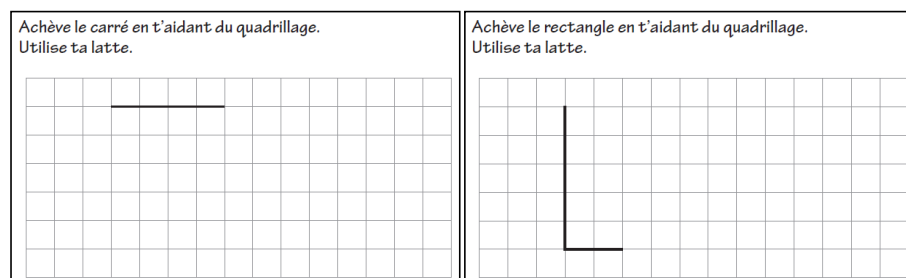 Achève le carré en t'aidant du quadrillage.
Utilise ta latte.
Achève le rectangle en t'aidant du quadrillage.
Utilise ta latte.